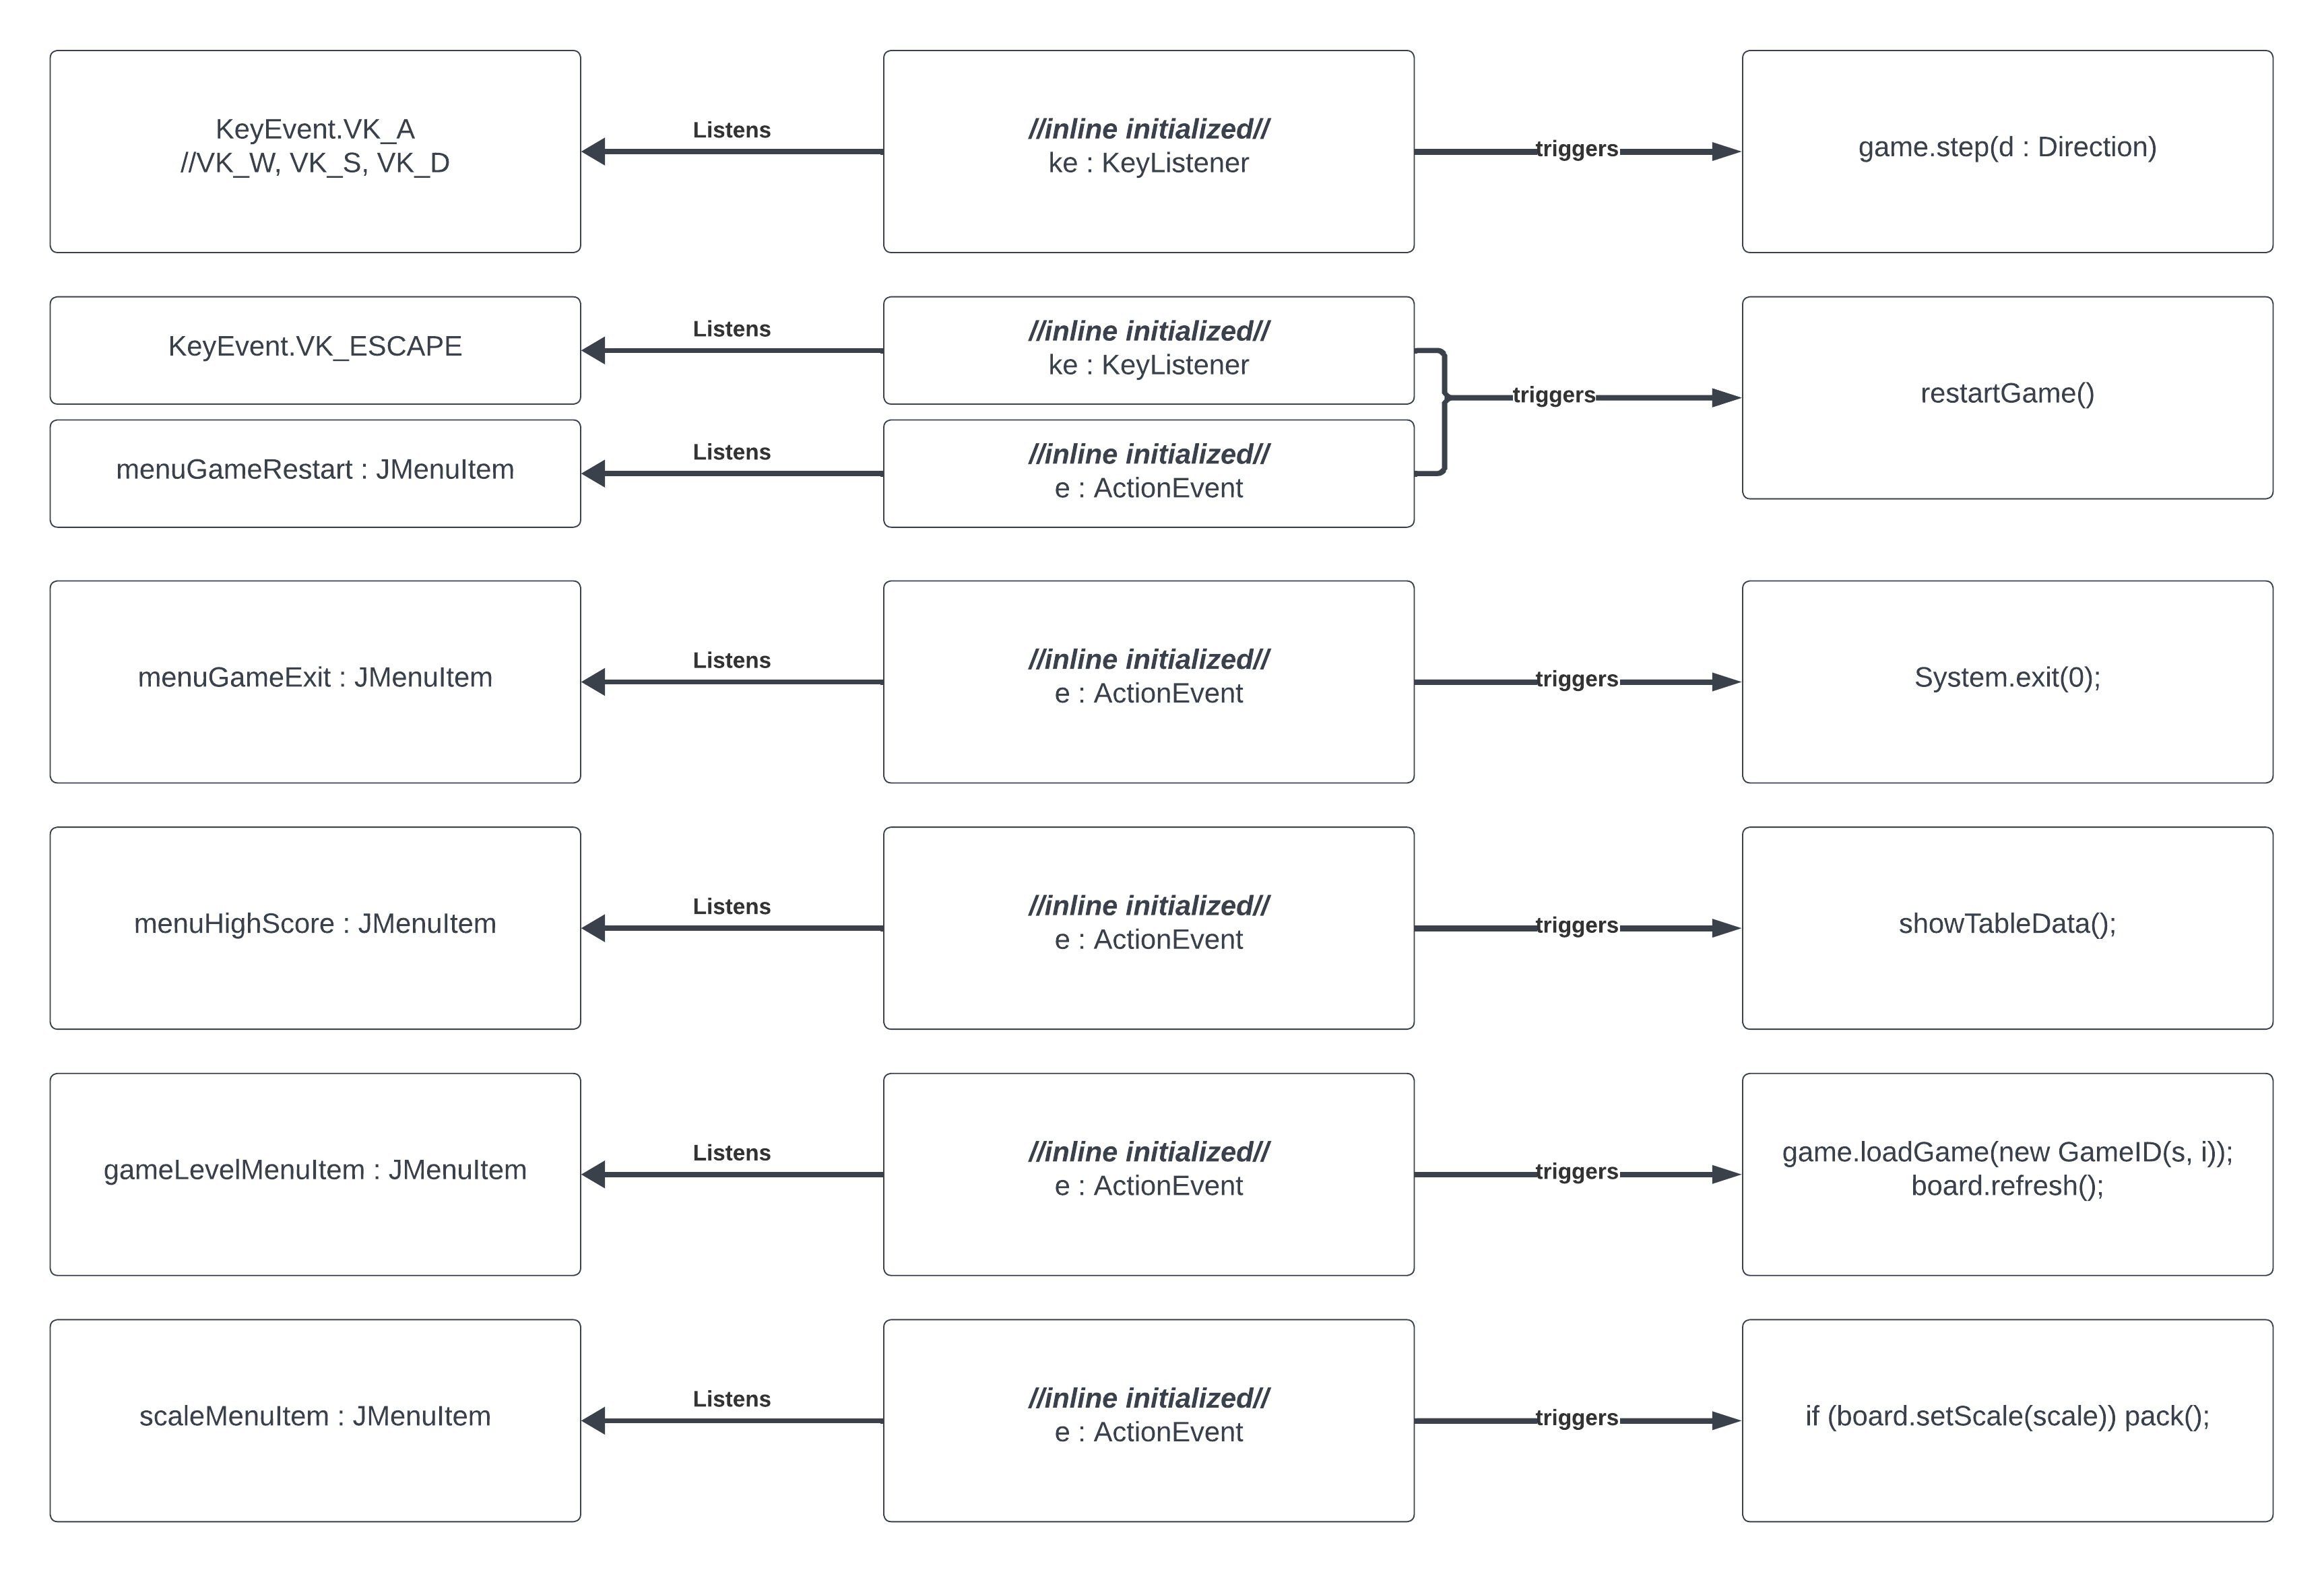 KeyEvent.VK_A
//VK_W, VK_S, VK_D
Listens
//inline initialized//
ke : KeyListener
triggers
game.step(d : Direction)
KeyEvent.VK_ESCAPE
Listens
//inline initialized//
ke : KeyListener
menuGameRestart : JMenuItem
Listens
//inline initialized//
e : ActionEvent
triggers
restartGame()
menuGameExit : JMenuItem
Listens
//inline initialized//
e : ActionEvent
triggers
System.exit(0);
menuHighScore : JMenuItem
Listens
//inline initialized//
e : ActionEvent
triggers
showTableData();
gameLevelMenuItem : JMenuItem
Listens
//inline initialized//
e : ActionEvent
triggers
game.loadGame(new GameID(s, i));
board.refresh();
scaleMenuItem : JMenuItem
Listens
//inline initialized//
e : ActionEvent
triggers
if (board.setScale(scale)) pack();